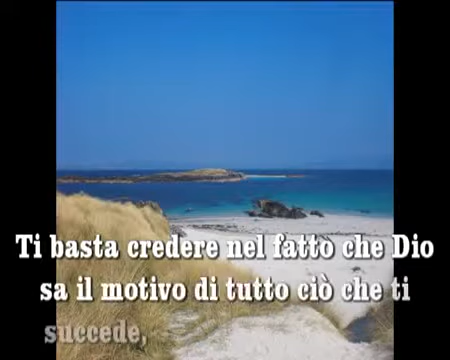 Ti basta credere nel fatto che Dio
sa il motivo di tutto ciò che ti
succede,